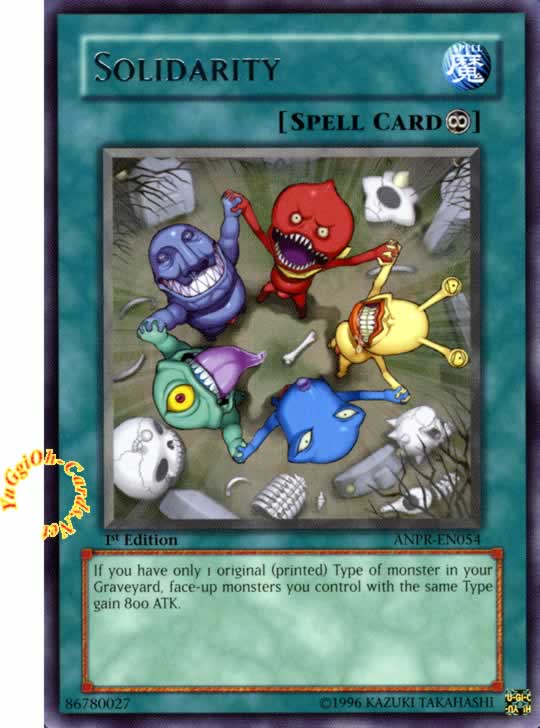 SOLIDARITY
魔
[SPELL CARD]
YuGgiOh-Cards.Net
1st Edition
ANPR-EN054
If you have only 1 original (printed) Type of monster in your
Graveyard, face-up monsters you control with the same Type
gain 800 ATK.
86780027
©1996 KAZUKI TAKAHASHI